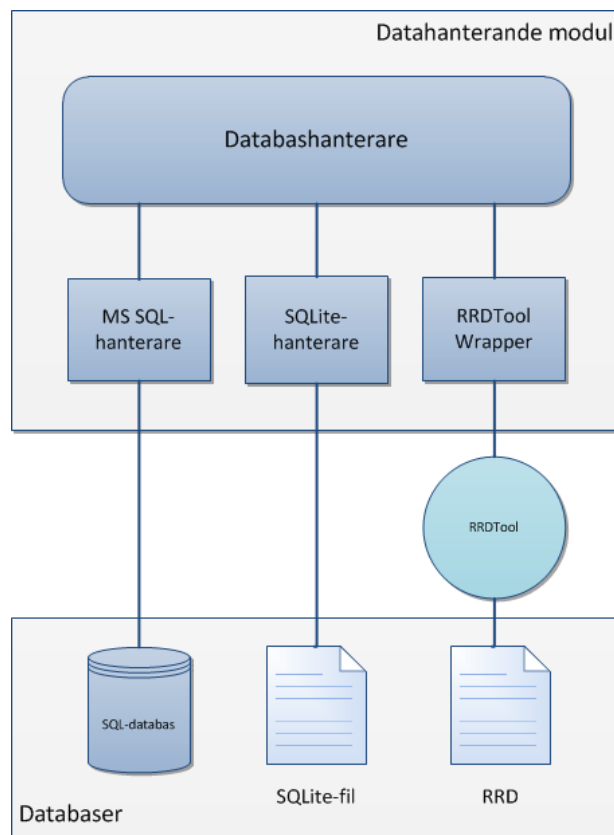 Datahanterande modul
Databashanterare
MS SQL-
hanterare
SQLite-
hanterare
RRDTool
Wrapper
RRDTool
SQL-databas
SQLite-fil
RRD
Databaser